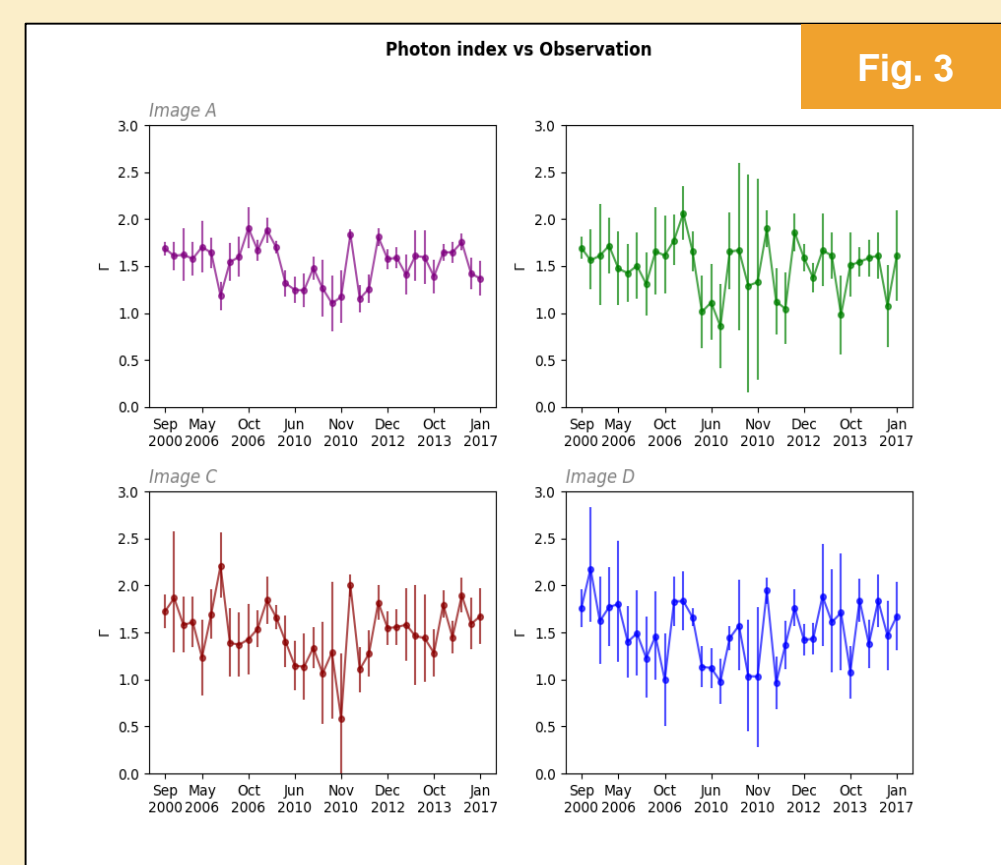 Photon index vs Observation
Fig. 3
Image A
3.0
2.5
2.0
1.5
1.0
0.5
0.0
Γ
Sep May Oct Jun Nov Dec Oct Jan
2000 2006 2006 2010 2010 2012 2013 2017
3.0
2.5
2.0
1.5
1.0
0.5
0.0
Γ
Sep May Oct Jun Nov Dec Oct Jan
2000 2006 2006 2010 2010 2012 2013 2017
Image C
3.0
2.5
2.0
1.5
1.0
0.5
0.0
Γ
Sep May Oct Jun Nov Dec Oct Jan
2000 2006 2006 2010 2010 2012 2013 2017
Image D
3.0
2.5
2.0
1.5
1.0
0.5
0.0
Γ
Sep May Oct Jun Nov Dec Oct Jan
2000 2006 2006 2010 2010 2012 2013 2017